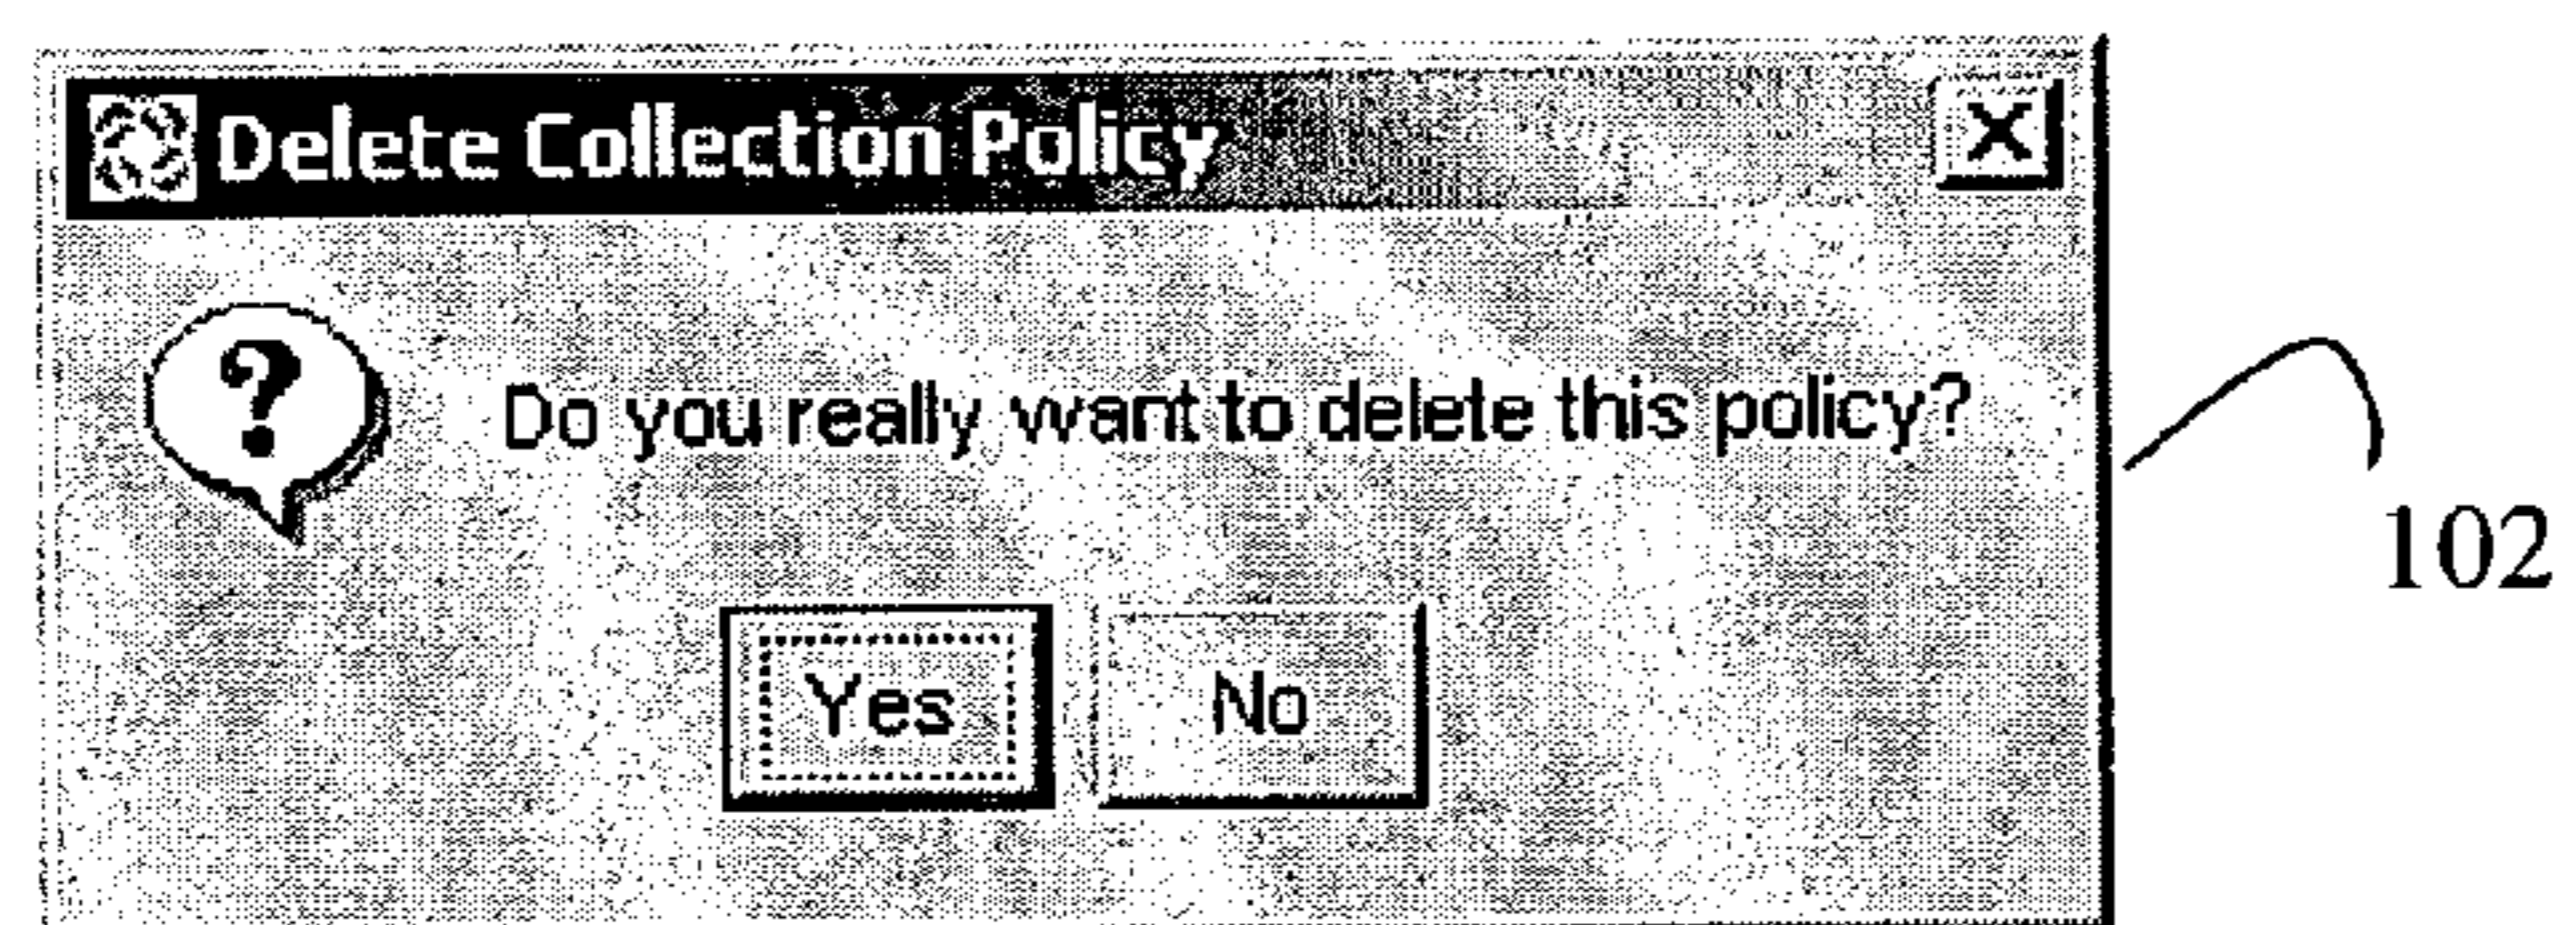 Delete Collection Policy
Do you really want to delete this policy?
102
Yes No